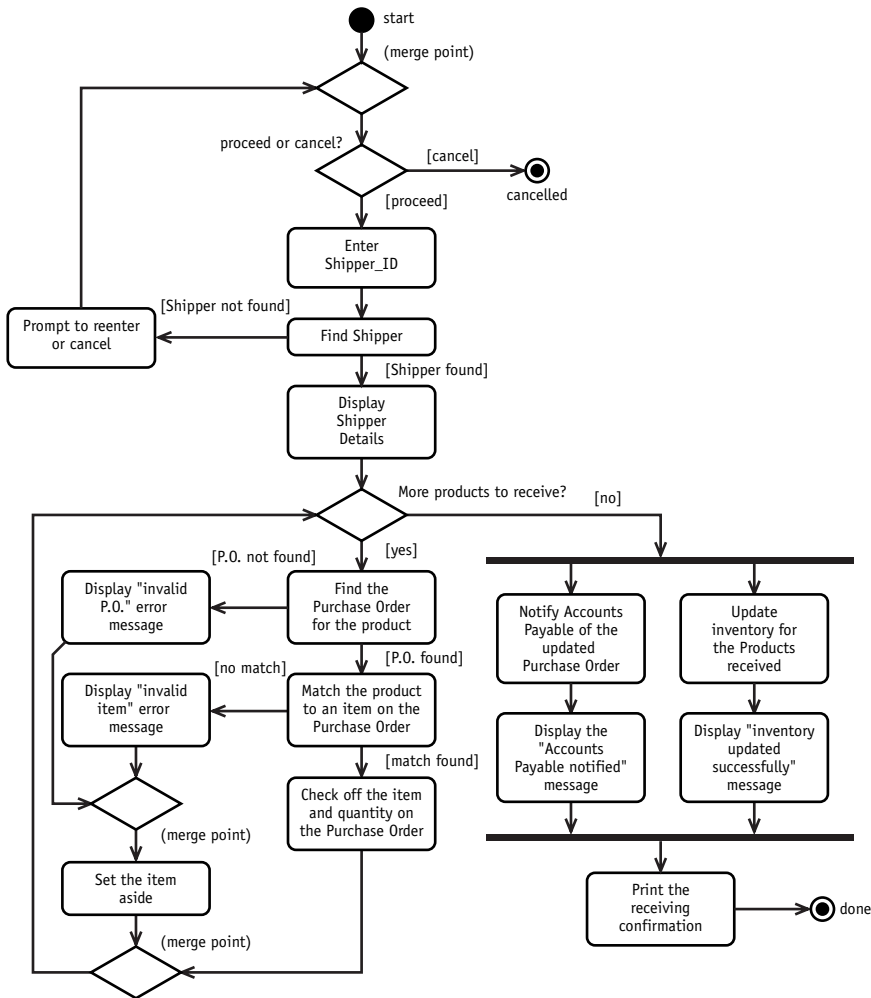 start
(merge point)
proceed or cancel?
[cancel]
cancelled
[proceed]
Enter
Shipper_ID
[Shipper not found]
Prompt to reenter
or cancel
Find Shipper
[Shipper found]
Display
Shipper
Details
More products to receive?
[no]
[yes]
[P.O. not found]
Display "invalid
P.O." error
message
Find the
Purchase Order
for the product
[P.O. found]
[no match]
Display "invalid
item" error
message
Match the product
to an item on the
Purchase Order
[match found]
Check off the item
and quantity on
the Purchase Order
(merge point)
Set the item
aside
(merge point)
Notify Accounts
Payable of the
updated
Purchase Order
Update
inventory for
the Products
received
Display the
"Accounts
Payable notified"
message
Display "inventory
updated
successfully"
message
Print the
receiving
confirmation
done